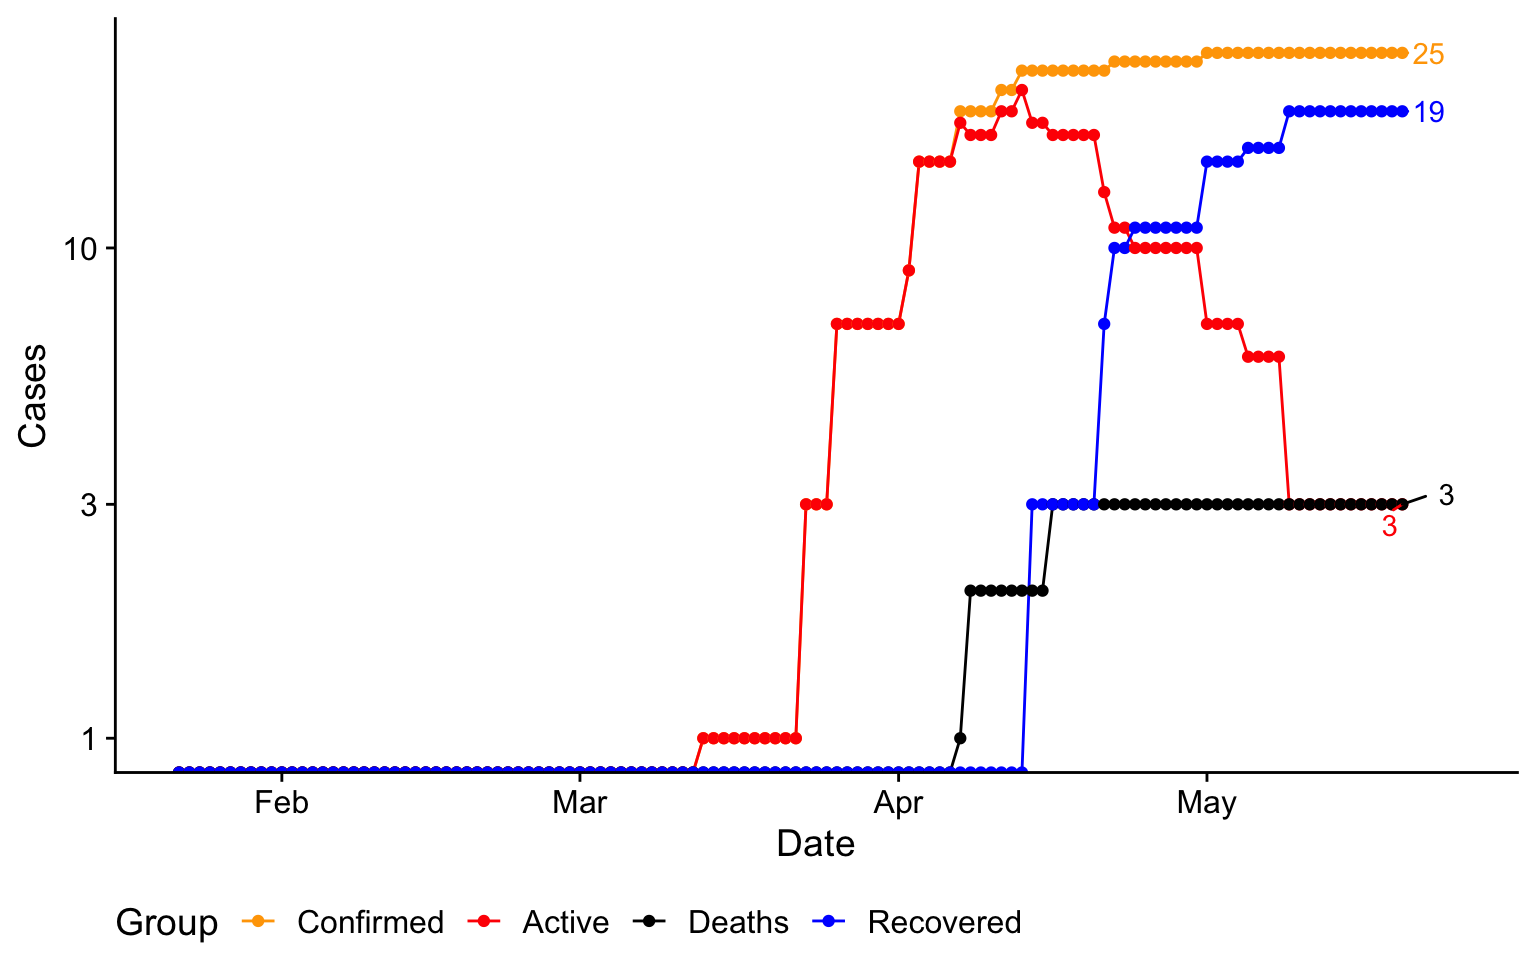 25
19
10
Cases
3
3
3
1
Feb Mar Apr May
Date
Group Confirmed Active Deaths Recovered